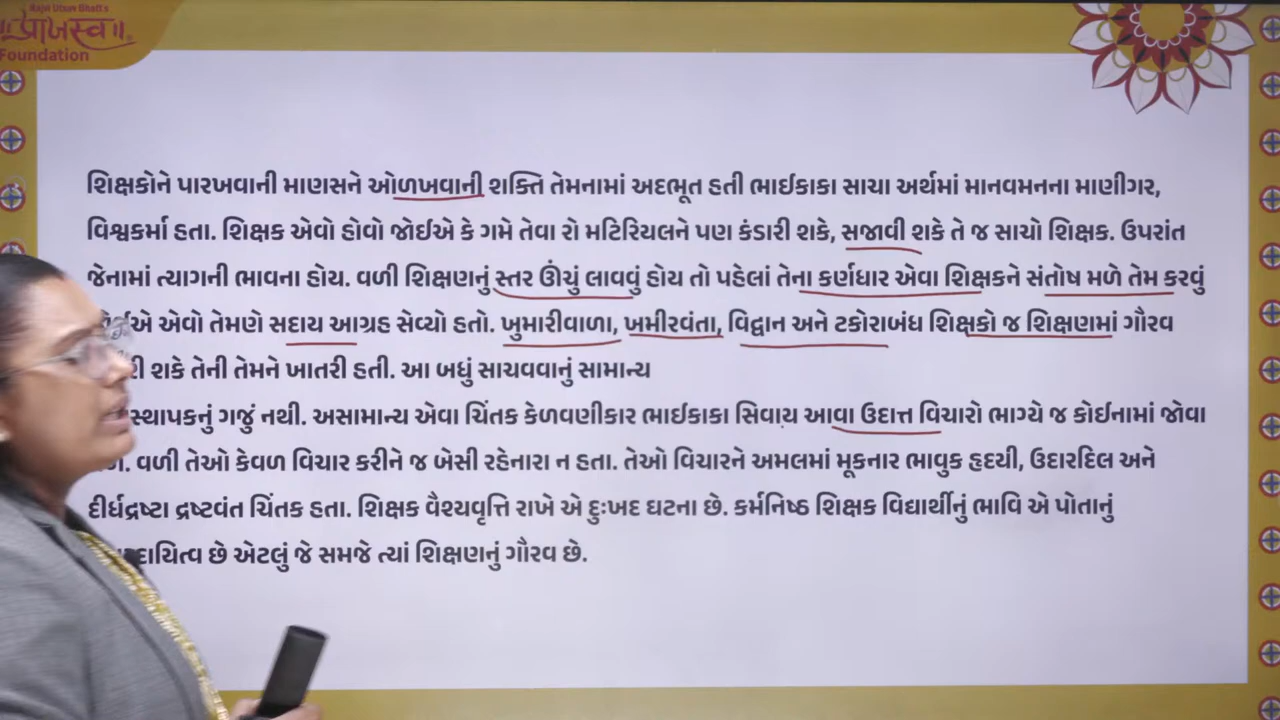 Rajvi Utsav Bhatt's
Foundation
શિક્ષકોને પારખવાની માણસને ઓળખવાની શક્તિ તેમનામાં અદભૂત હતી ભાઈકાકા સાચા અર્થમાં માનવમનના માણીગર,
વિશ્વકર્મા હતા. શિક્ષક એવો હોવો જોઈએ કે ગમે તેવા રો મટિરિયલને પણ કંડારી શકે, સજાવી શકે તે જ સાચો શિક્ષક. ઉપરાંત
જેનામાં ત્યાગની ભાવના હોય. વળી શિક્ષણનું સ્તર ઊંચું લાવવું હોય તો પહેલાં તેના કર્ણધાર એવા શિક્ષકને સંતોષ મળે તેમ કરવું
એવો તેમણે સદાય આગ્રહ સેવ્યો હતો. ખુમારીવાળા, ખમીરવંતા, વિદ્વાન અને ટકોરાબંધ શિક્ષકો જ શિક્ષણમાં ગૌરવ
શકે તેની તેમને ખાતરી હતી. આ બધું સાચવવાનું સામાન્ય
ગજું નથી. અસામાન્ય એવા ચિંતક કેળવણીકાર ભાઈકાકા સિવાય આવા ઉદાત્ત વિચારો ભાગ્યે જ કોઈનામાં જોવા
વળી તેઓ કેવળ વિચાર કરીને જ બેસી રહેનારા ન હતા. તેઓ વિચારને અમલમાં મૂકનાર ભાવુક હૃદયી, ઉદારદિલ અને
દીર્ધદ્રષ્ટા દ્રષ્ટવંત ચિંતક હતા. શિક્ષક વૈશ્યવૃત્તિ રાખે એ દુઃખદ ઘટના છે. કર્મનિષ્ઠ શિક્ષક વિદ્યાર્થીનું ભાવિ એ પોતાનું
છે એટલું જે સમજે ત્યાં શિક્ષણનું ગૌરવ છે.